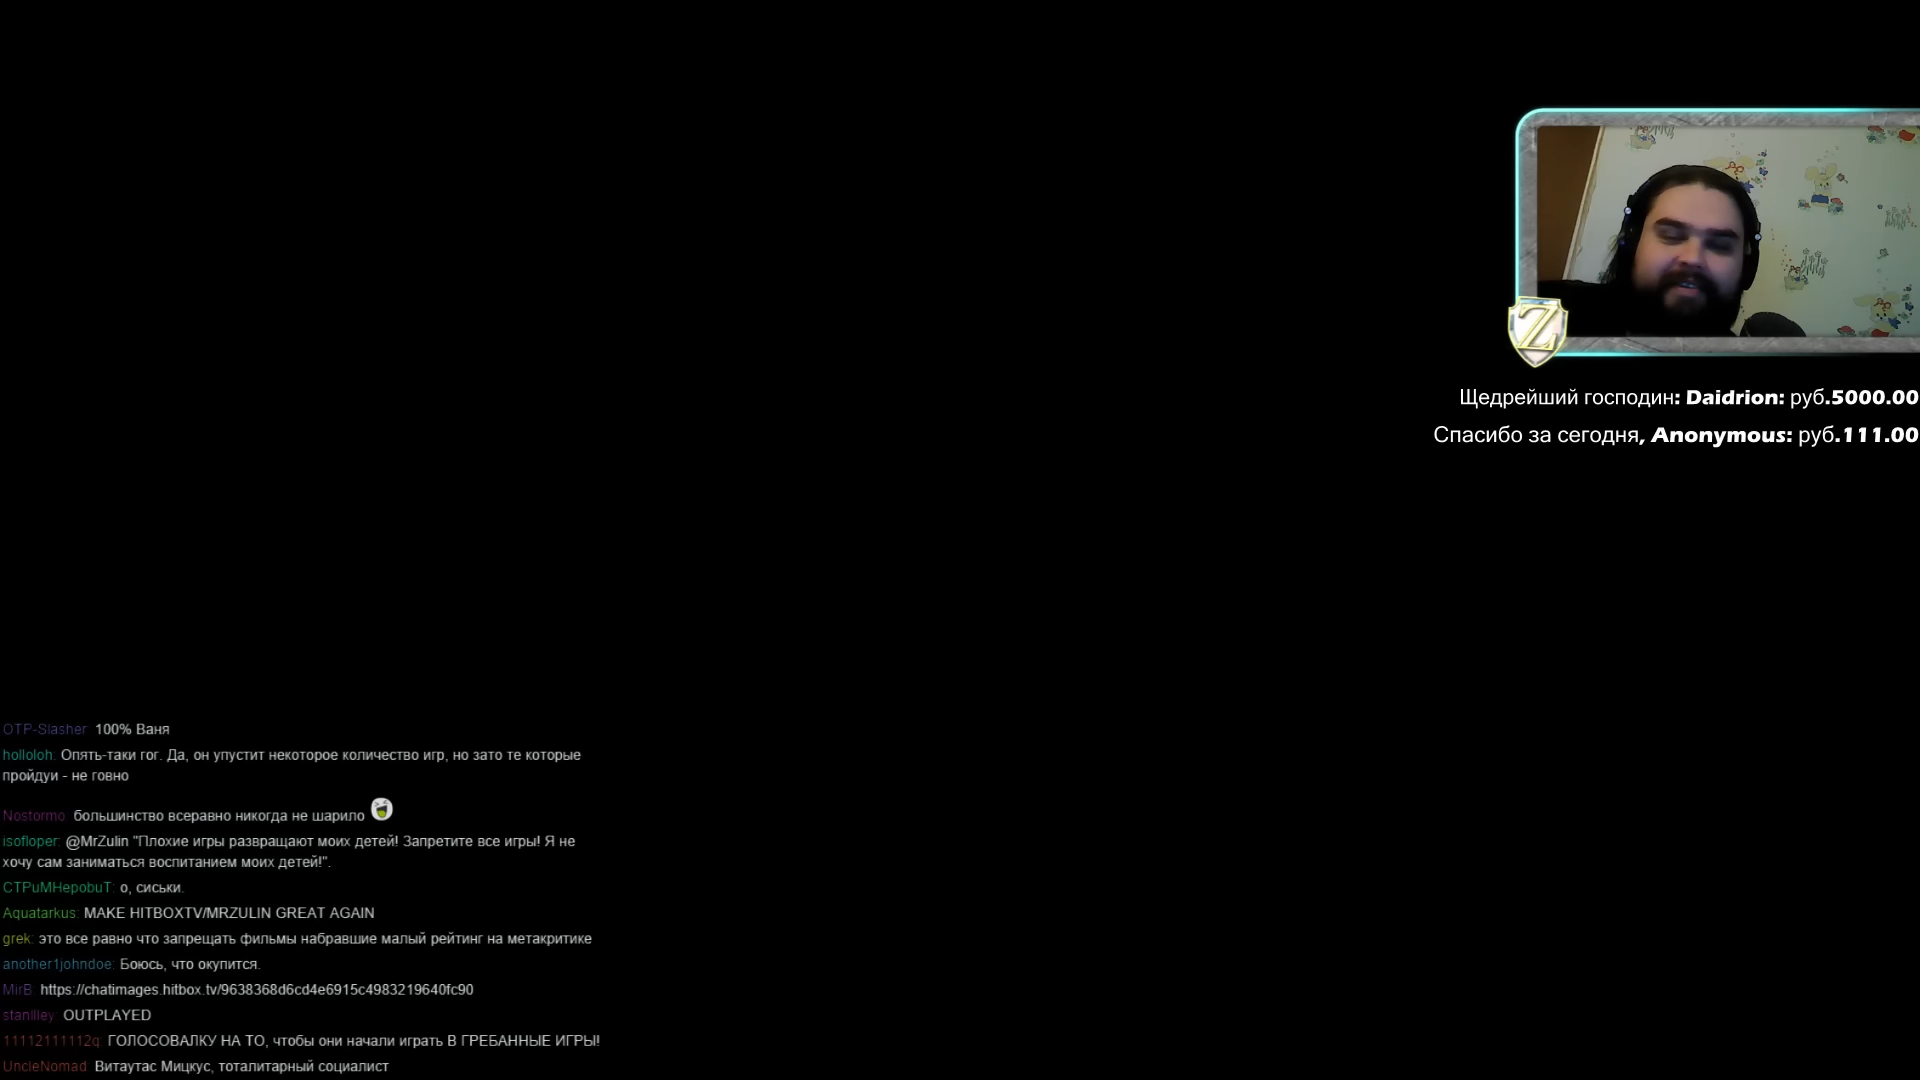 Z
Щедрейший господин: Daidrion: руб.5000.00
Спасибо за сегодня, Anonymous: руб.111.00
OTP-Slasher: 100% Ваня
holloloh: Опять-таки гог. Да, он упустит некоторое количество игр, но зато те которые
пройдуи - не говно
Nostormo: большинство всеравно никогда не шарило
isofloper: @MrZulin "Плохие игры развращают моих детей! Запретите все игры! Я не
хочу сам заниматься воспитанием моих детей!".
CTPuMHepobuT: о, сиськи.
Aquatarkus: MAKE HITBOXTV/MRZULIN GREAT AGAIN
grek: это все равно что запрещать фильмы набравшие малый рейтинг на метакритике
another1johndoe: Боюсь, что окупится.
MirB: https://chatimages.hitbox.tv/9638368d6cd4e6915c4983219640fc90
stanllley: OUTPLAYED
11112111112q: ГОЛОСОВАЛКУ НА ТО, чтобы они начали играть В ГРЕБАННЫЕ ИГРЫ!
UncleNomad: Витаутас Мицкус, тоталитарный социалист